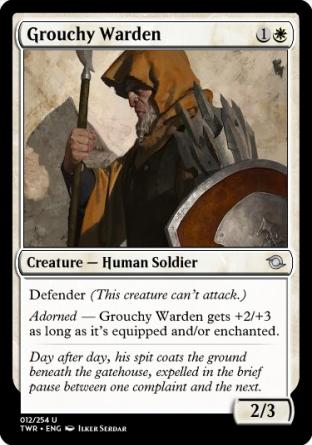 Grouchy Warden 1
Creature — Human Soldier
Defender (This creature can't attack.)
Adorned — Grouchy Warden gets +2/+3
as long as it's equipped and/or enchanted.
Day after day, his spit coats the ground
beneath the gatehouse, expelled in the brief
pause between one complaint and the next.
2/3
012/254 U
TWR • ENG Ilker Serdar